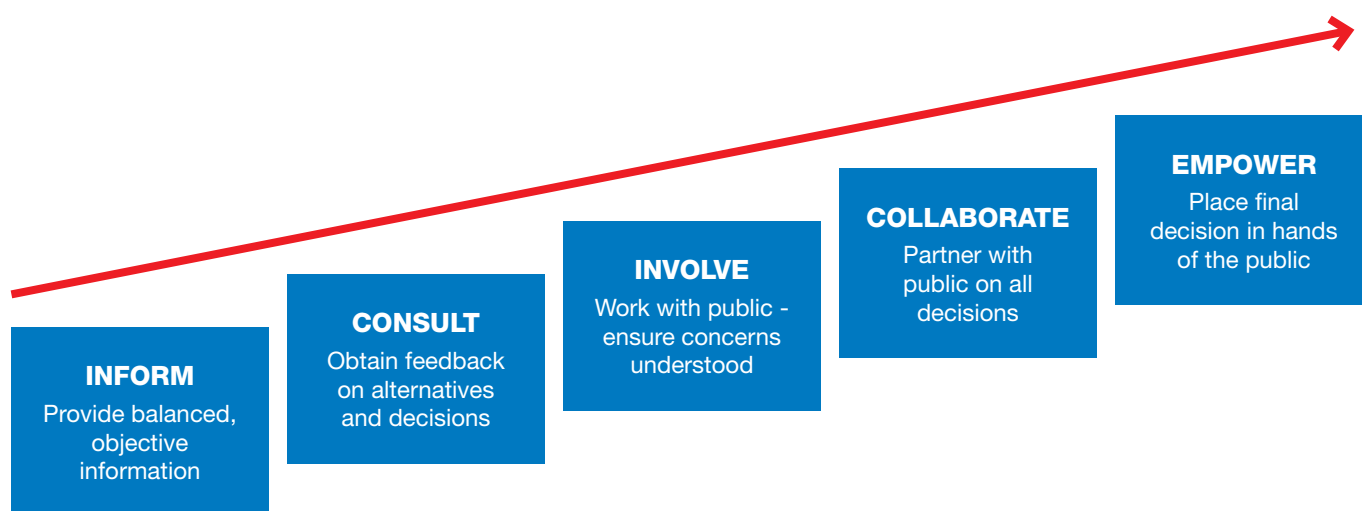 INFORM
Provide balanced,
objective
information
CONSULT
Obtain feedback
on alternatives
and decisions
INVOLVE
Work with public -
ensure concerns
understood
COLLABORATE
Partner with
public on all
decisions
EMPOWER
Place final
decision in hands
of the public